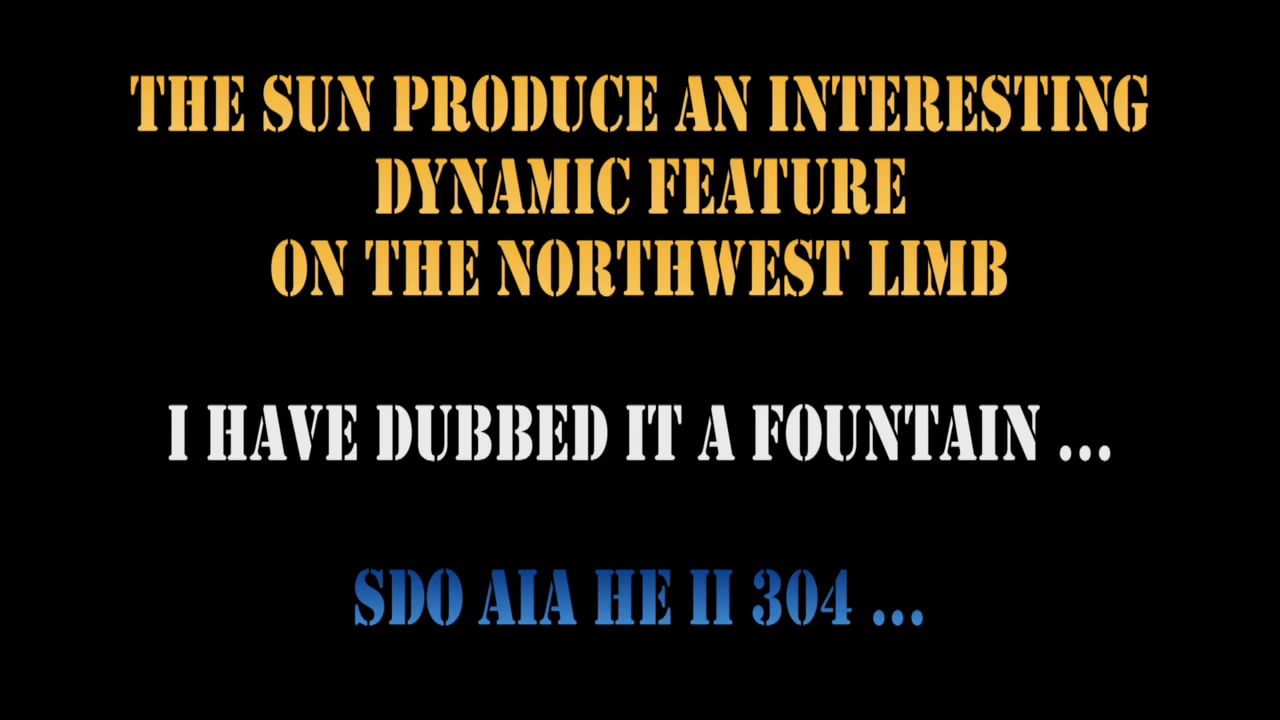 THE SUN PRODUCE AN INTERESTING
DYNAMIC FEATURE
ON THE NORTHWEST LIMB
I HAVE DUBBED IT A FOUNTAIN ...
SDO AIA HE II 304 ...